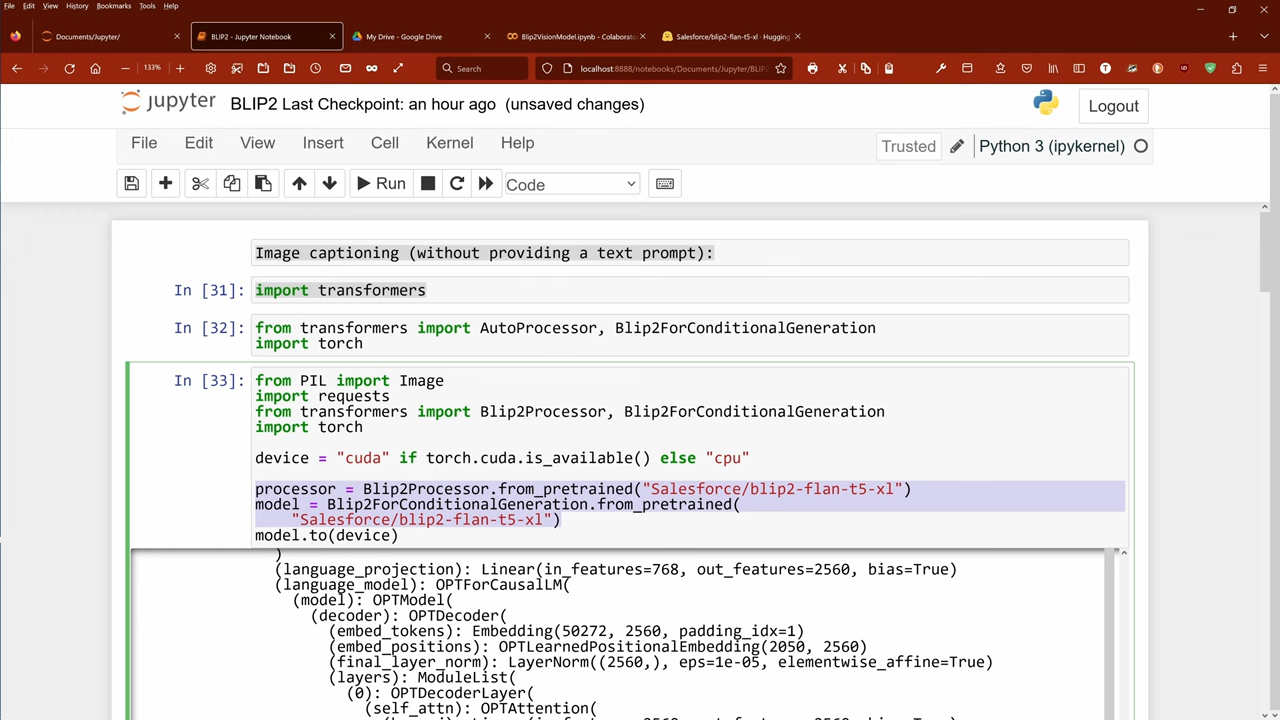 File Edit View History Bookmarks Tools Help
Documents/Jupyter/
BLIP2 - Jupyter Notebook
My Drive - Google Drive
Blip2VisionModel.ipynb - Colaborat
Salesforce/blip2-flan-t5-xl · Hugging
133%
Search
localhost:8888/notebooks/Documents/Jupyter/BLIP2
jupyter
BLIP2 Last Checkpoint: an hour ago (unsaved changes)
Logout
File Edit View Insert Cell Kernel Help
Trusted
Python 3 (ipykernel)
Run
Code
Image captioning (without providing a text prompt):
In [31]: import transformers
In [32]: from transformers import AutoProcessor, Blip2ForConditionalGeneration
import torch
In [33]: from PIL import Image
import requests
from transformers import Blip2Processor, Blip2ForConditionalGeneration
import torch
device = "cuda" if torch.cuda.is_available() else "cpu"
processor = Blip2Processor.from_pretrained("Salesforce/blip2-flan-t5-xl")
model = Blip2ForConditionalGeneration.from_pretrained(
"Salesforce/blip2-flan-t5-xl")
model.to(device)
)
(language_projection): Linear(in_features=768, out_features=2560, bias=True)
(language_model): OPTForCausalLM(
(model): OPTModel(
(decoder): OPTDecoder(
(embed_tokens): Embedding(50272, 2560, padding_idx=1)
(embed_positions): OPTLearnedPositionalEmbedding(2050, 2560)
(final_layer_norm): LayerNorm((2560,), eps=1e-05, elementwise_affine=True)
(layers): ModuleList(
(0): OPTDecoderLayer(
(self_attn): OPTAttention(